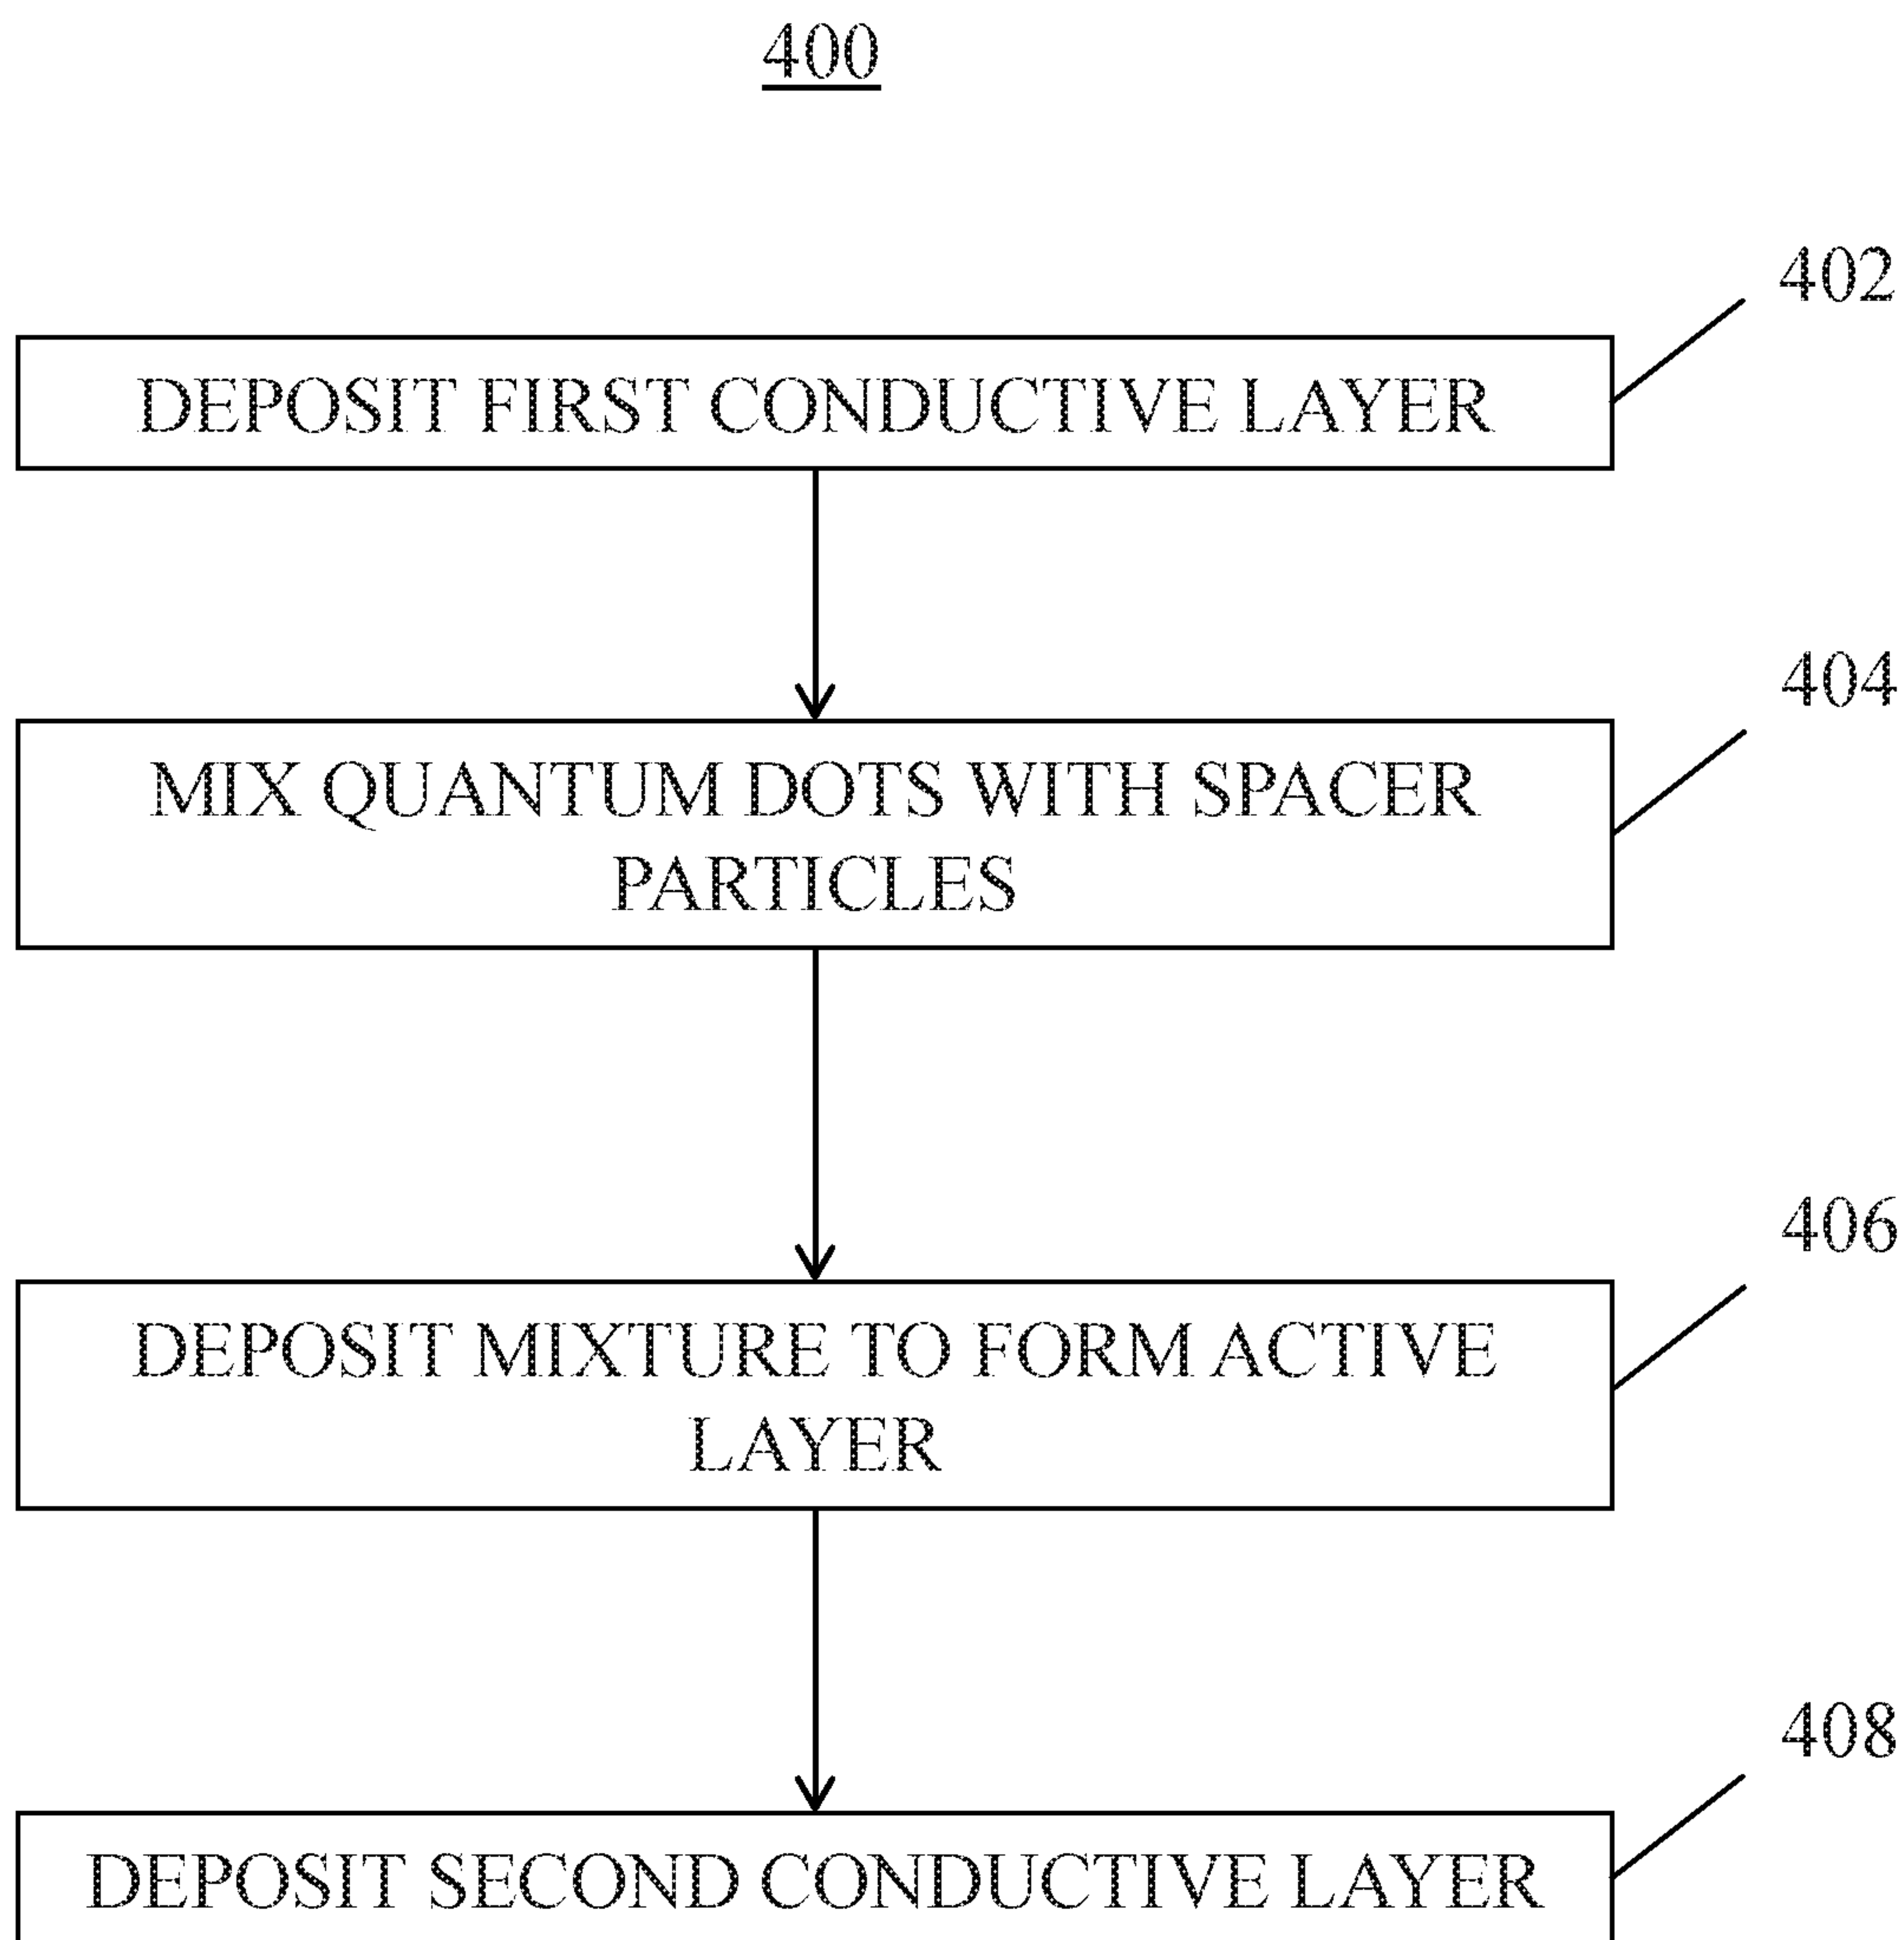 400
402
DEPOSIT FIRST CONDUCTIVE LAYER
404
MIX QUANTUM DOTS WITH SPACER
PARTICLES
406
DEPOSIT MIXTURE TO FORM ACTIVE
LAYER
408
DEPOSIT SECOND CONDUCTIVE LAYER